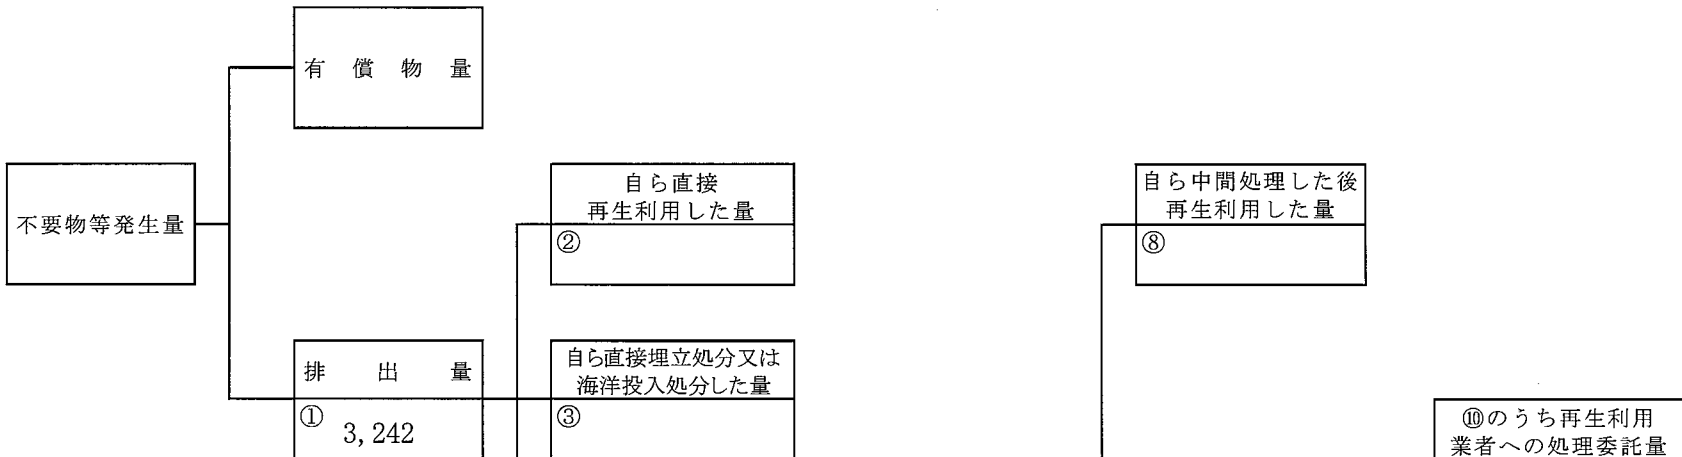 有償物量
不要物等発生量
自ら直接
再生利用した量
②
自ら中間処理した後
再生利用した量
⑧
排出量
① 3,242
自ら直接埋立処分又は
海洋投入処分した量
③
⑩のうち再生利用
業者への処理委託量